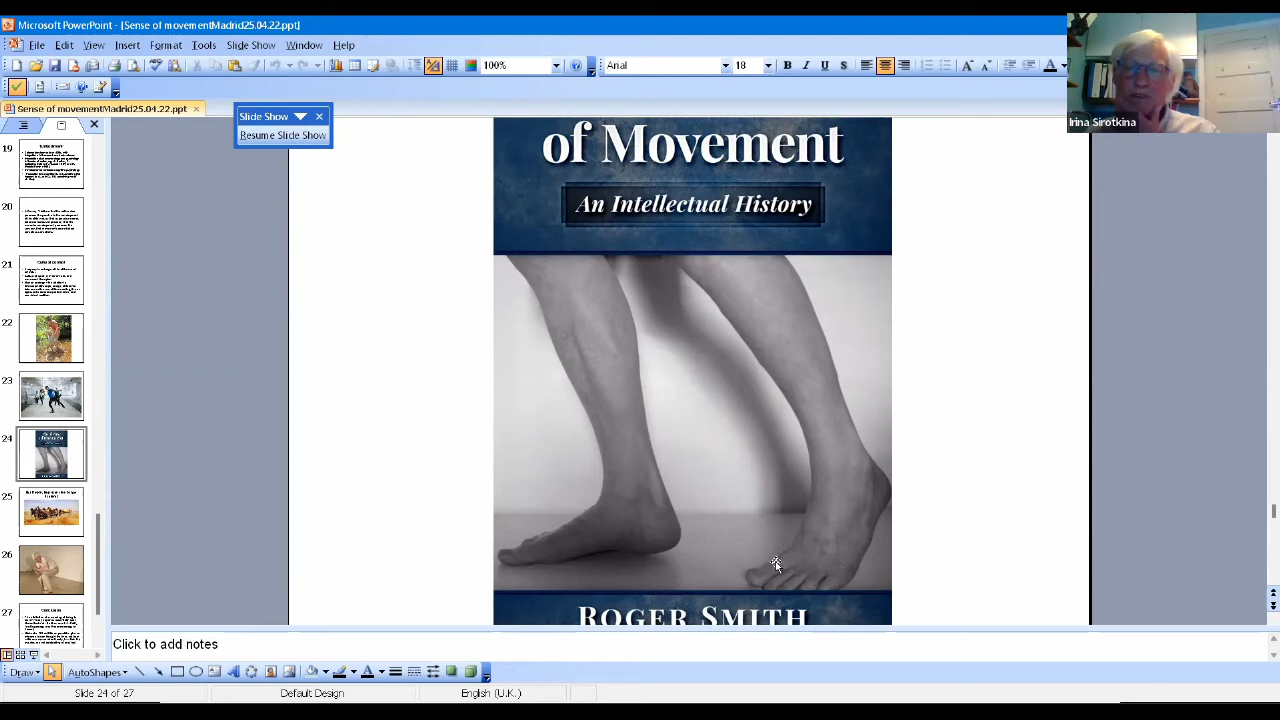 Microsoft PowerPoint - [Sense of movementMadrid25.04.22.ppt]
File Edit View Insert Format Tools Slide Show Window Help
100%
Arial
18
B I U S
A A A
Sense of movementMadrid25.04.22.ppt
Slide Show
Resume Slide Show
Irina Sirotkina
of Movement
An Intellectual History
ROGER SMITH
19
20
21
22
23
24
25
26
27
Click to add notes
Draw
AutoShapes
Slide 24 of 27
Default Design
English (U.K.)